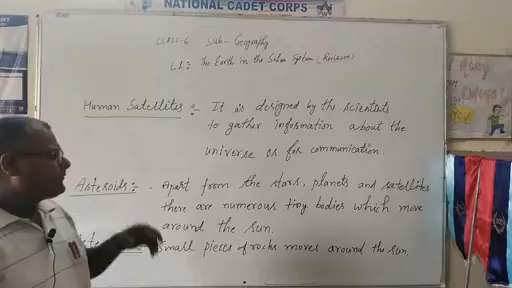 NATIONAL CADET CORPS
CLASS-6 Sub- Geography
L1: The Earth in the Solar System (Revision)
Human Satellites :- It is designed by the scientists
to gather information about the
universe or for communication.
Asteroids :- . Apart from the stars, planets and satellites
there are numerous tiny bodies which move
around the sun.
Small pieces of rocks moves around the sun.